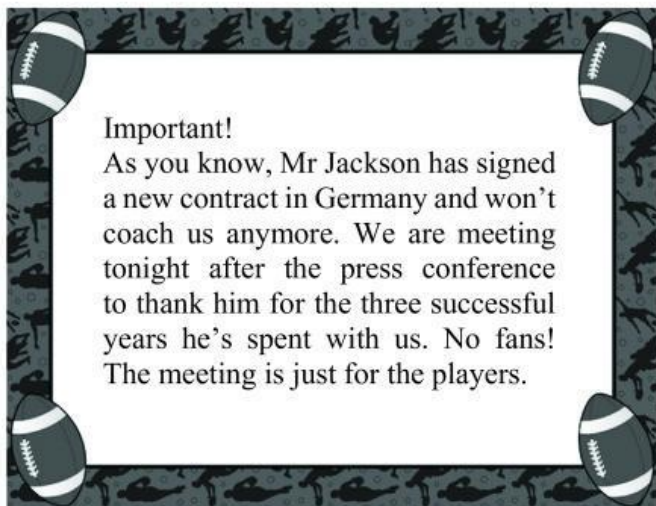 Important!
As you know, Mr Jackson has signed
a new contract in Germany and won’t
coach us anymore. We are meeting
tonight after the press conference
to thank him for the three successful
years he’s spent with us. No fans!
The meeting is just for the players.